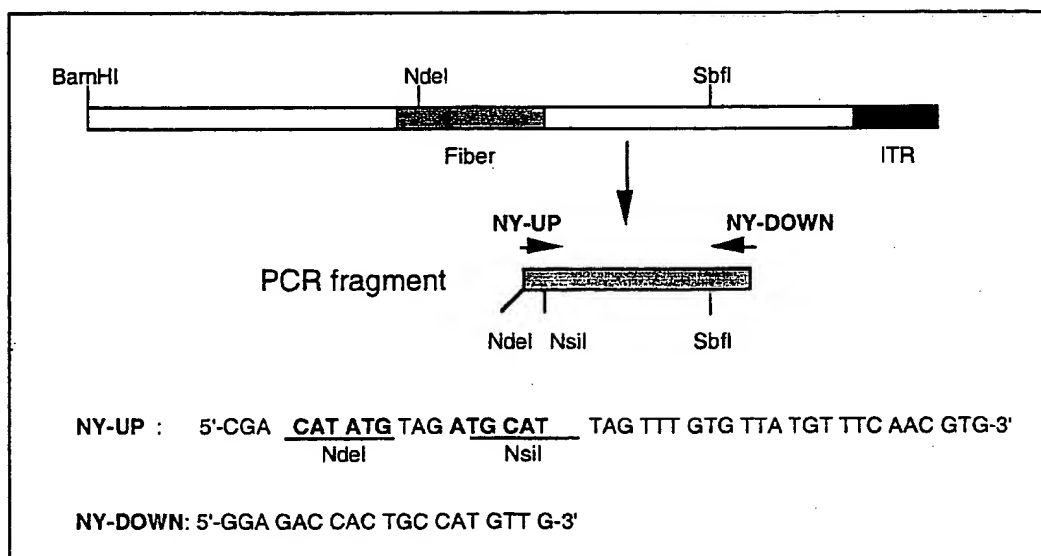 BamHI NdeI SbfI
Fiber ITR
NY-UP NY-DOWN
PCR fragment
NdeI NsiI SbfI
NY-UP : 5'-CGA CAT ATG TAG ATG CAT TAG TTT GTG TTA TGT TTC AAC GTG-3'
NdeI NsiI
NY-DOWN: 5'-GGA GAC CAC TGC CAT GTT G-3'